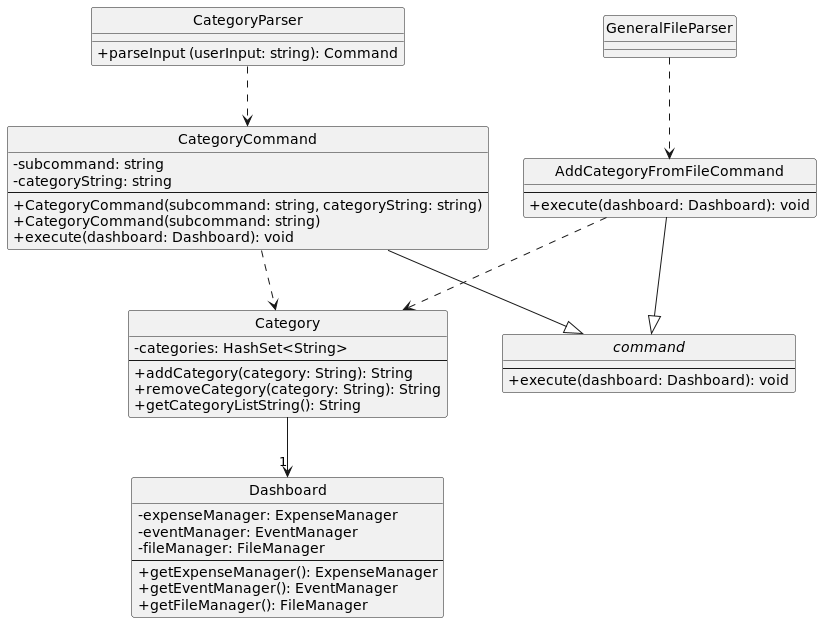 CategoryParser
+parseInput (userInput: string): Command
GeneralFileParser
CategoryCommand
-subcommand: string
-categoryString: string
+CategoryCommand(subcommand: string, categoryString: string)
+CategoryCommand(subcommand: string)
+execute(dashboard: Dashboard): void
AddCategoryFromFileCommand
+execute(dashboard: Dashboard): void
Category
-categories: HashSet<String>
+addCategory(category: String): String
+removeCategory(category: String): String
+getCategoryListString(): String
command
+execute(dashboard: Dashboard): void
1
Dashboard
-expenseManager: ExpenseManager
-eventManager: EventManager
-fileManager: FileManager
+getExpenseManager(): ExpenseManager
+getEventManager(): EventManager
+getFileManager(): FileManager